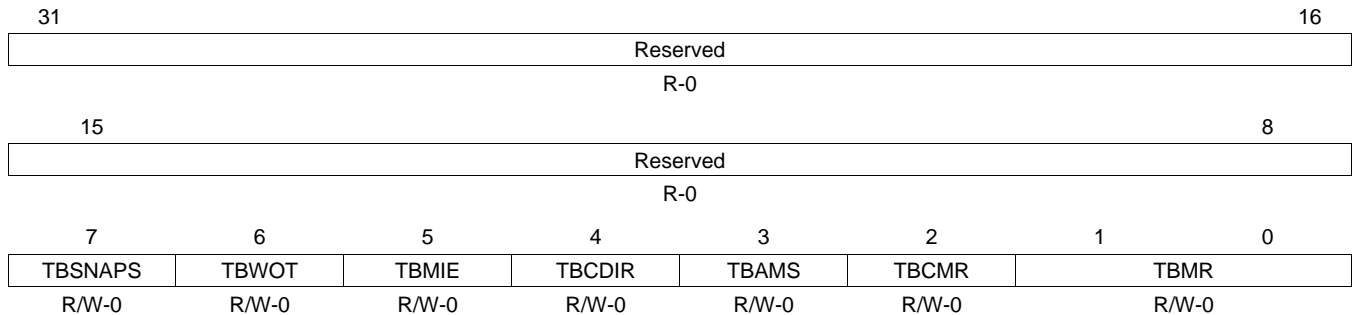 31 16
Reserved
R-0
15 8
Reserved
R-0
7 6 5 4 3 2 1 0
TBSNAPS TBWOT TBMIE TBCDIR TBAMS TBCMR TBMR
R/W-0 R/W-0 R/W-0 R/W-0 R/W-0 R/W-0 R/W-0